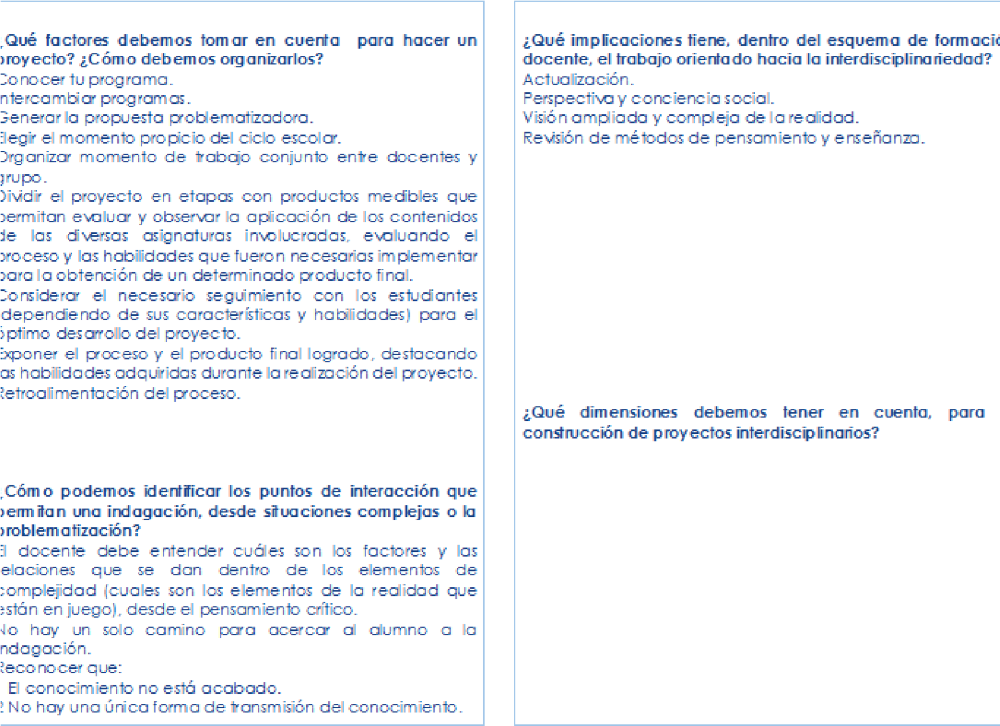 ¿Qué factores debemos tomar en cuenta para hacer un
proyecto? ¿Cómo debemos organizarlos?
Conocer tu programa.
Intercambiar programas.
Generar la propuesta problematizadora.
Elegir el momento propicio del ciclo escolar.
Organizar momento de trabajo conjunto entre docentes y
grupo.
Dividir el proyecto en etapas con productos medibles que
permitan evaluar y observar la aplicación de los contenidos
de las diversas asignaturas involucradas, evaluando el
proceso y las habilidades que fueron necesarias implementar
para la obtención de un determinado producto final.
Considerar el necesario seguimiento con los estudiantes
(dependiendo de sus características y habilidades) para el
óptimo desarrollo del proyecto.
Exponer el proceso y el producto final logrado, destacando
las habilidades adquiridas durante la realización del proyecto.
Retroalimentación del proceso.
¿Cómo podemos identificar los puntos de interacción que
permitan una indagación, desde situaciones complejas o la
problematización?
El docente debe entender cuáles son los factores y las
relaciones que se dan dentro de los elementos de
complejidad (cuales son los elementos de la realidad que
están en juego), desde el pensamiento crítico.
No hay un solo camino para acercar al alumno a la
indagación.
Reconocer que:
El conocimiento no está acabado.
2 No hay una única forma de transmisión del conocimiento.
¿Qué implicaciones tiene, dentro del esquema de formació
docente, el trabajo orientado hacia la interdisciplinariedad?
Actualización.
Perspectiva y conciencia social.
Visión ampliada y compleja de la realidad.
Revisión de métodos de pensamiento y enseñanza.
¿Qué dimensiones debemos tener en cuenta, para
construcción de proyectos interdisciplinarios?